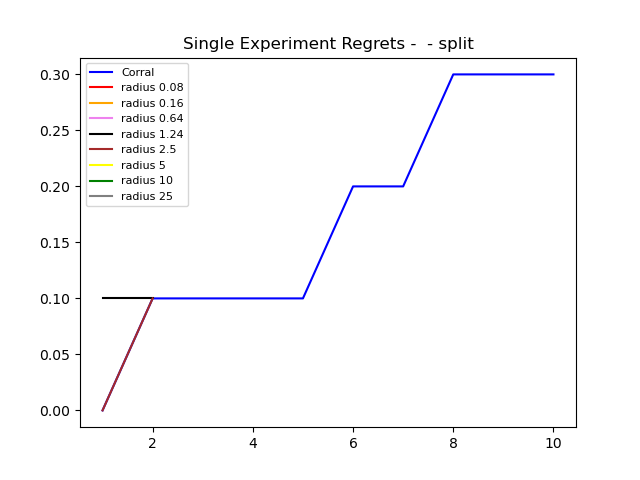 Single Experiment Regrets -  - split
0.30
0.25
0.20
0.15
0.10
0.05
0.00
Corral
radius 0.08
radius 0.16
radius 0.64
radius 1.24
radius 2.5
radius 5
radius 10
radius 25
2 4 6 8 10